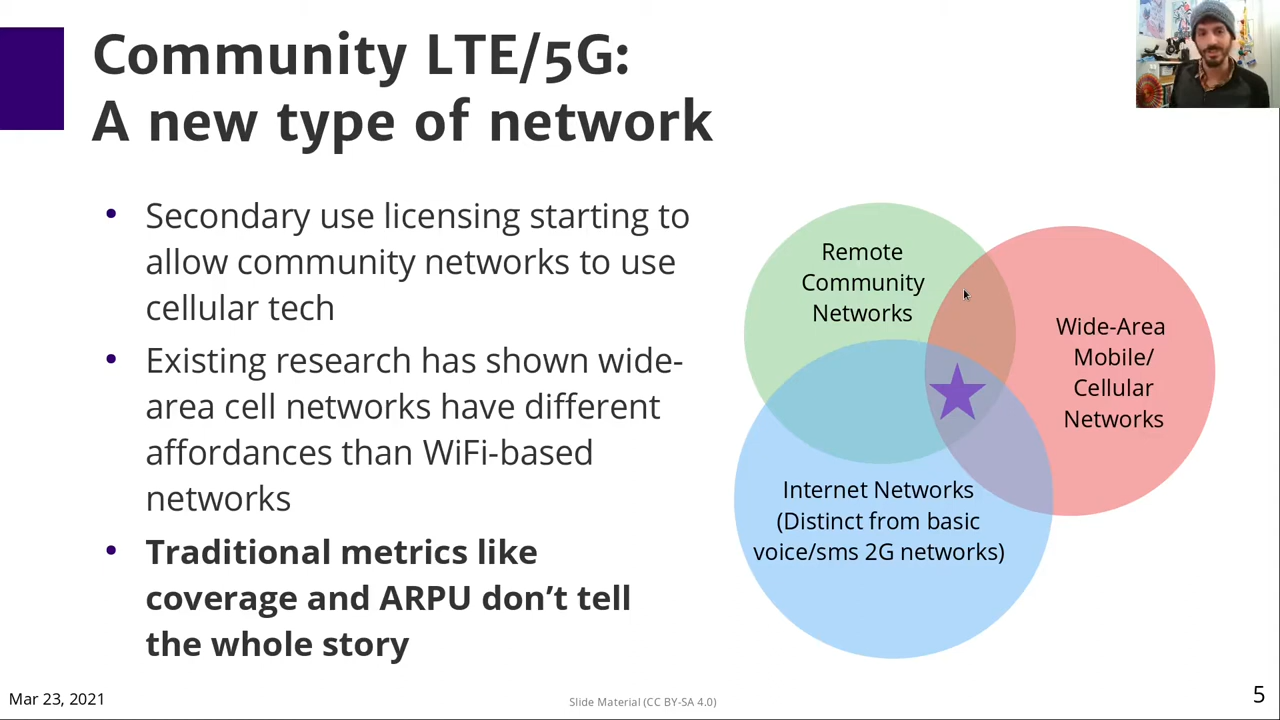 Community LTE/5G:
A new type of network
• Secondary use licensing starting to
allow community networks to use
cellular tech
• Existing research has shown wide-
area cell networks have different
affordances than WiFi-based
networks
• Traditional metrics like
coverage and ARPU don’t tell
the whole story
Remote
Community
Networks
Wide-Area
Mobile/
Cellular
Networks
Internet Networks
(Distinct from basic
voice/sms 2G networks)
Mar 23, 2021
Slide Material (CC BY-SA 4.0)
5